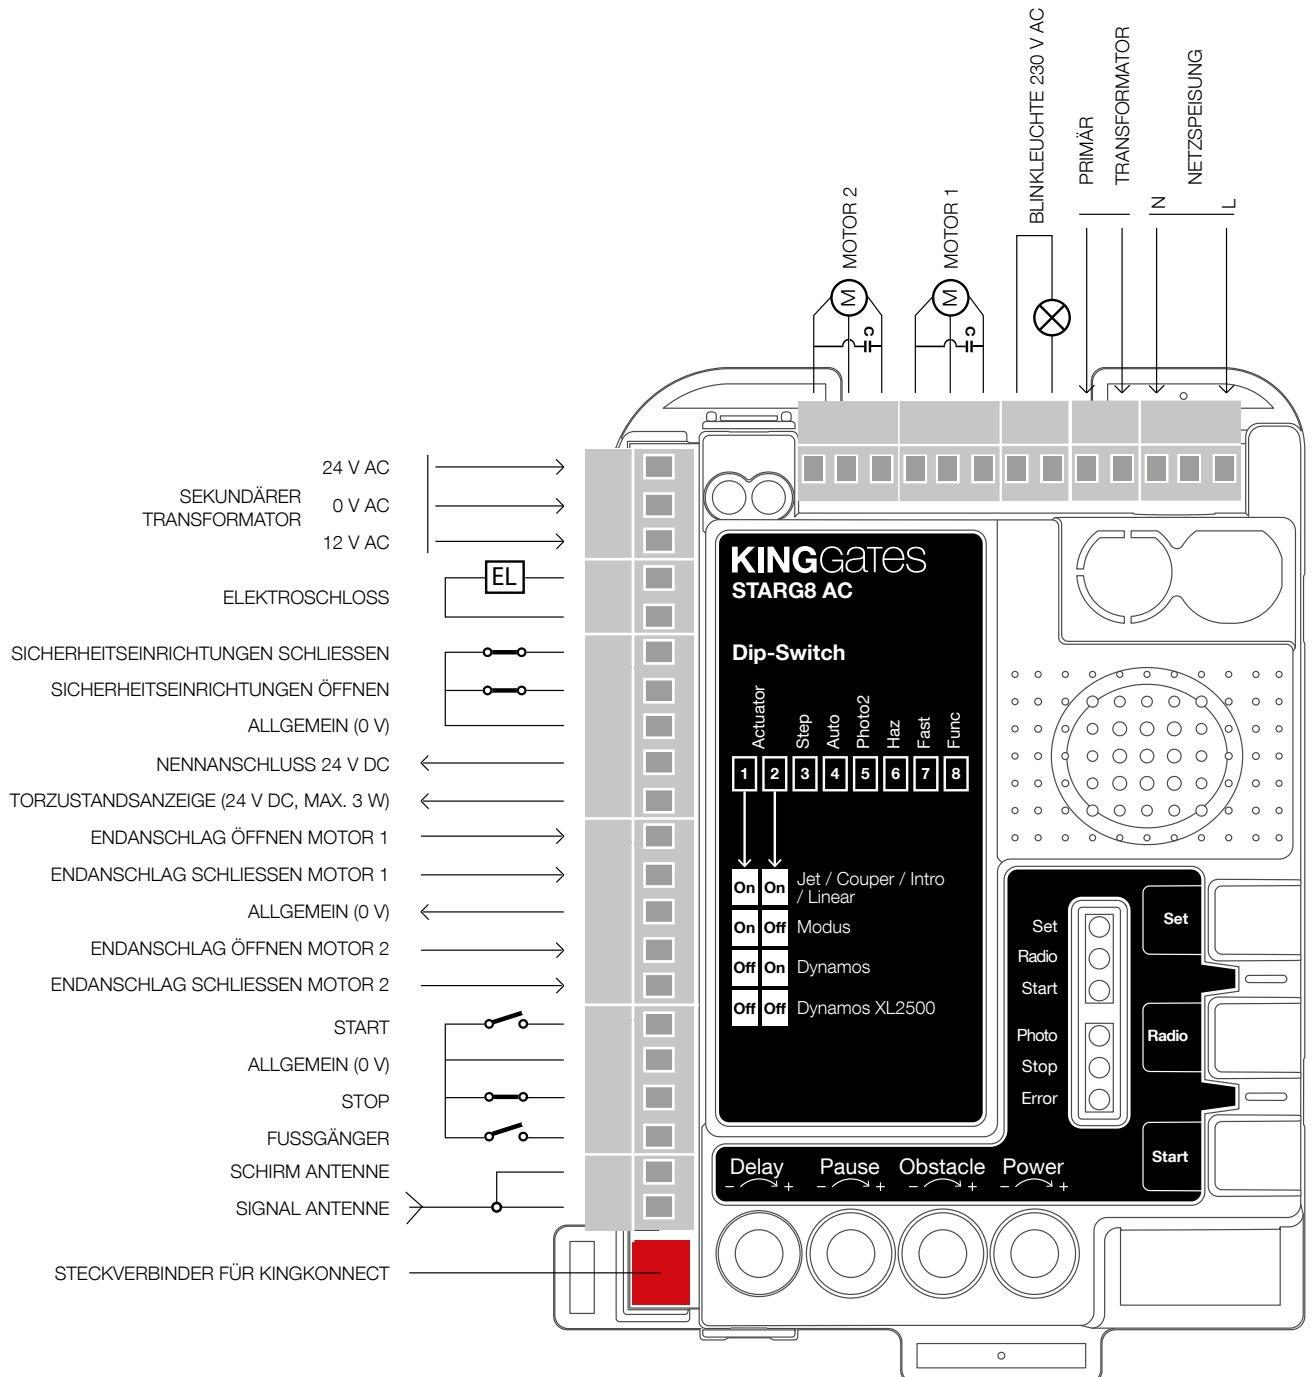 BLINKLEUCHTE 230 V AC
PRIMÄR
TRANSFORMATOR
NETZSPEISUNG
N
L
MOTOR 2
MOTOR 1
M
M
C
C
24 V AC
SEKUNDÄRER
TRANSFORMATOR
0 V AC
12 V AC
EL
ELEKTROSCHLOSS
SICHERHEITSEINRICHTUNGEN SCHLIESSEN
SICHERHEITSEINRICHTUNGEN ÖFFNEN
ALLGEMEIN (0 V)
NENNANSCHLUSS 24 V DC
TORZUSTANDSANZEIGE (24 V DC, MAX. 3 W)
ENDANSCHLAG ÖFFNEN MOTOR 1
ENDANSCHLAG SCHLIESSEN MOTOR 1
ALLGEMEIN (0 V)
ENDANSCHLAG ÖFFNEN MOTOR 2
ENDANSCHLAG SCHLIESSEN MOTOR 2
START
ALLGEMEIN (0 V)
STOP
FUSSGÄNGER
SCHIRM ANTENNE
SIGNAL ANTENNE
STECKVERBINDER FÜR KINGKONNECT
KINGGATES
STARG8 AC
Dip-Switch
Actuator
Step
Auto
Photo2
Haz
Fast
Func
1 2 3 4 5 6 7 8
On On Jet / Couper / Intro
/ Linear
On Off Modus
Off On Dynamos
Off Off Dynamos XL2500
Set
Radio
Start
Photo
Stop
Error
Set
Radio
Start
Delay Pause Obstacle Power
- + - + - + - +